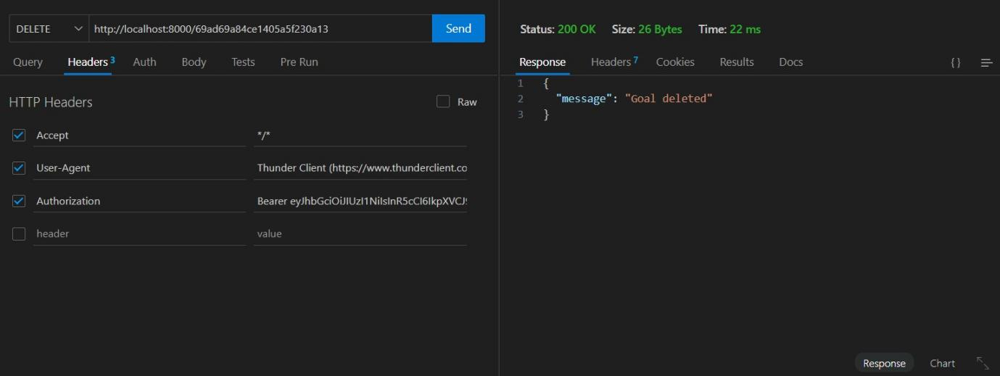 DELETE
http://localhost:8000/69ad69a84ce1405a5f230a13
Send
Query
Headers 3
Auth
Body
Tests
Pre Run
HTTP Headers
Raw
Accept
*/*
User-Agent
Thunder Client (https://www.thunderclient.co
Authorization
Bearer eyJhbGciOiJIUzI1NiIsInR5cCI6IkpXVCJ9
header
value
Status: 200 OK
Size: 26 Bytes
Time: 22 ms
Response
Headers 7
Cookies
Results
Docs
{}
1 {
2 "message": "Goal deleted"
3 }
Response
Chart